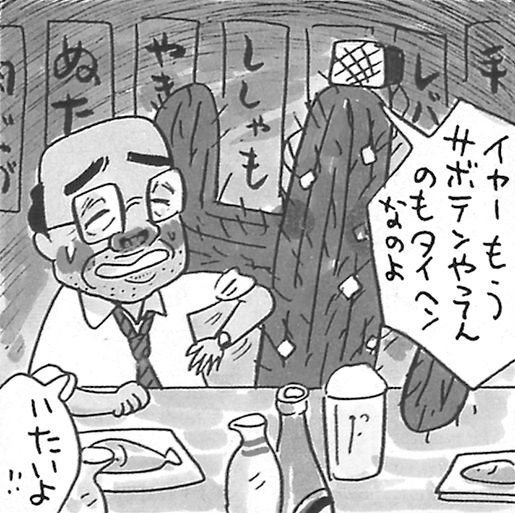 イヤーもう
サボテンやってん
のもタイヘン
なのよ
いたいよ!!
手
レバ
ししゃも
やき
ぬた
肉じゃが